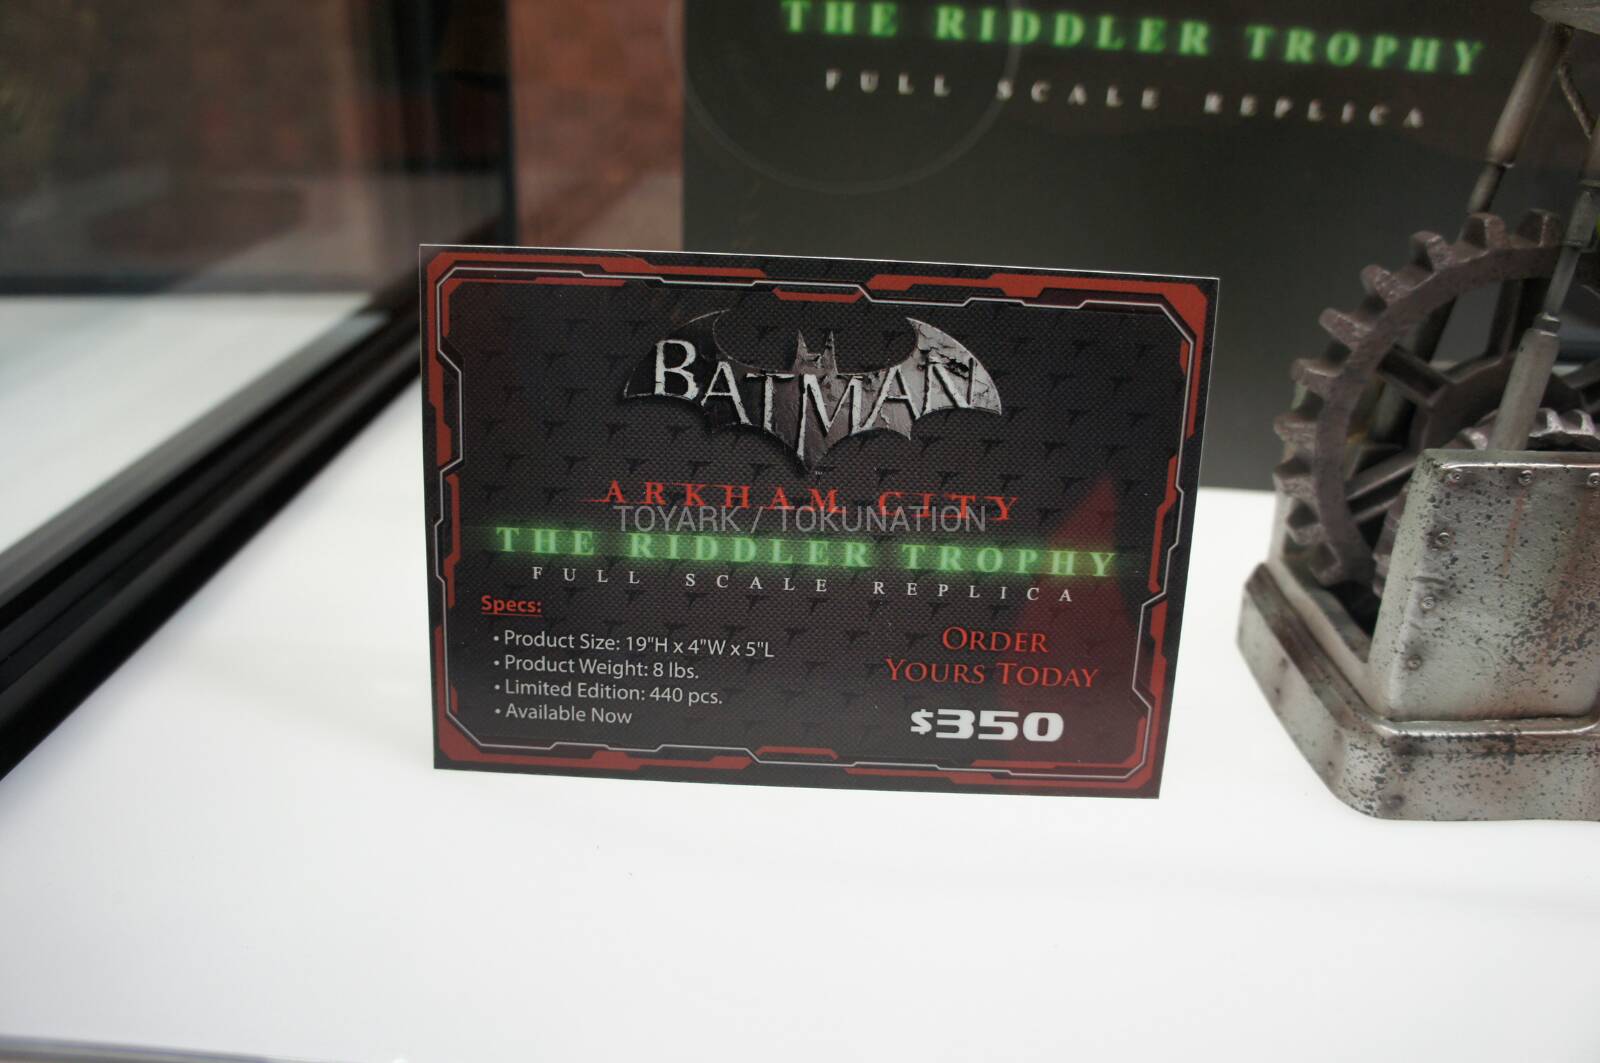 THE RIDDLER TROPHY
FULL SCALE REPLICA
BATMAN
ARKHAM CITY
TOYARK / TOKUNATION
THE RIDDLER TROPHY
FULL SCALE REPLICA
Specs:
• Product Size: 19"H x 4"W x 5"L
• Product Weight: 8 lbs.
• Limited Edition: 440 pcs.
• Available Now
ORDER
YOURS TODAY
$350